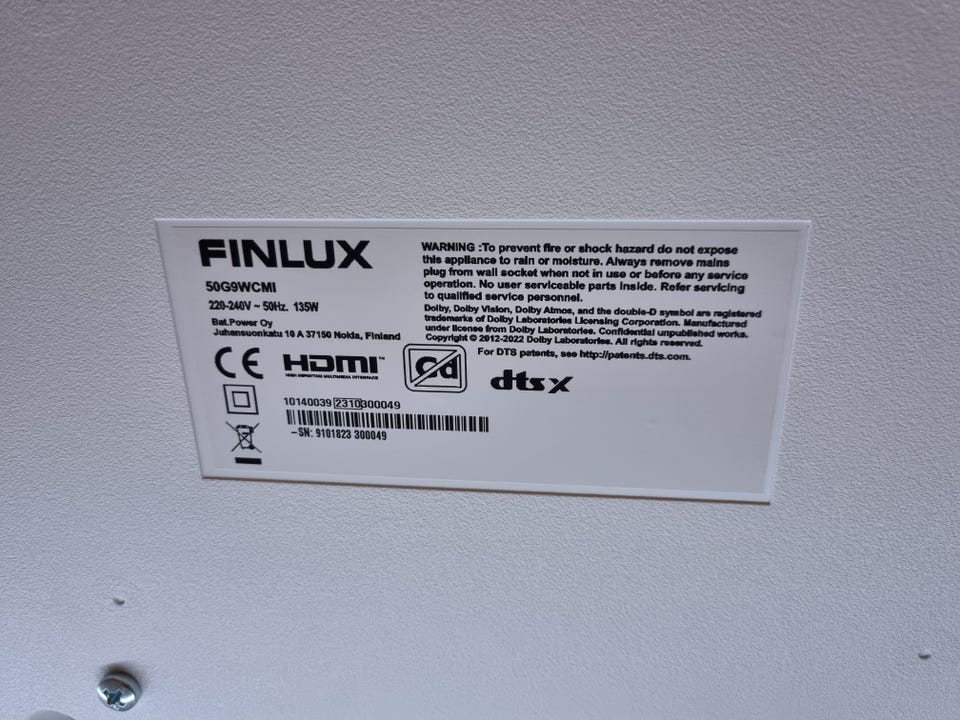 FINLUX
50G9WCMI
220-240V ~ 50Hz. 135W
Bat.Power Oy
Juhansuonkatu 10 A 37150 Nokia, Finland
WARNING :To prevent fire or shock hazard do not expose
this appliance to rain or moisture. Always remove mains
plug from wall socket when not in use or before any service
operation. No user serviceable parts inside. Refer servicing
to qualified service personnel.
Dolby, Dolby Vision, Dolby Atmos, and the double-D symbol are registered
trademarks of Dolby Laboratories Licensing Corporation. Manufactured
under license from Dolby Laboratories. Confidential unpublished works.
Copyright © 2012-2022 Dolby Laboratories. All rights reserved.
For DTS patents, see http://patents.dts.com.
CE
HDMI™
HIGH DEFINITION MULTIMEDIA INTERFACE
Cd
dts X
10140039 2310300049
-SN: 9101823 300049